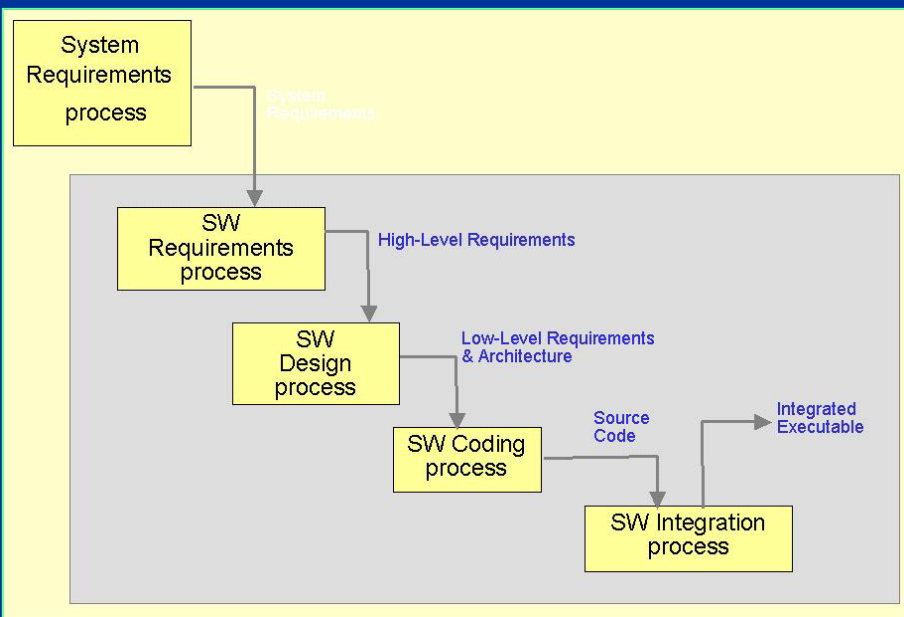 System
Requirements
process
System
Requirements
SW
Requirements
process
High-Level Requirements
SW
Design
process
Low-Level Requirements
& Architecture
SW Coding
process
Source
Code
Integrated
Executable
SW Integration
process